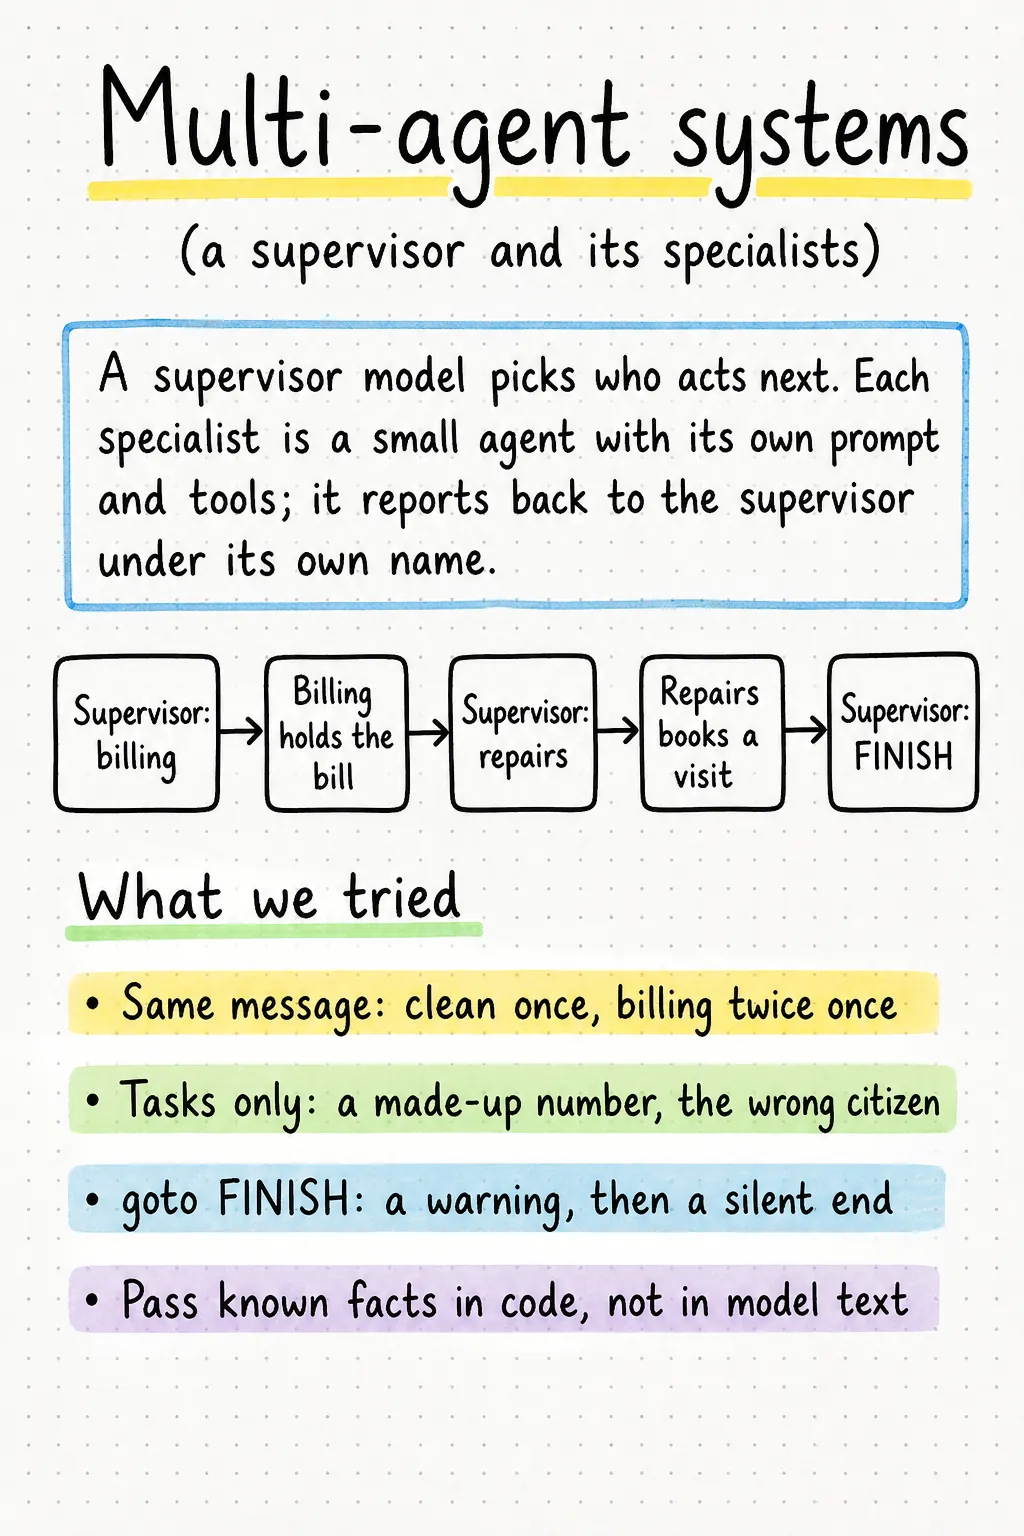 Multi-agent systems
(a supervisor and its specialists)
A supervisor model picks who acts next. Each
specialist is a small agent with its own prompt
and tools; it reports back to the supervisor
under its own name.
Supervisor:
billing
Billing
holds the
bill
Supervisor:
repairs
Repairs
books a
visit
Supervisor:
FINISH
What we tried
• Same message: clean once, billing twice once
• Tasks only: a made-up number, the wrong citizen
• goto FINISH: a warning, then a silent end
• Pass known facts in code, not in model text